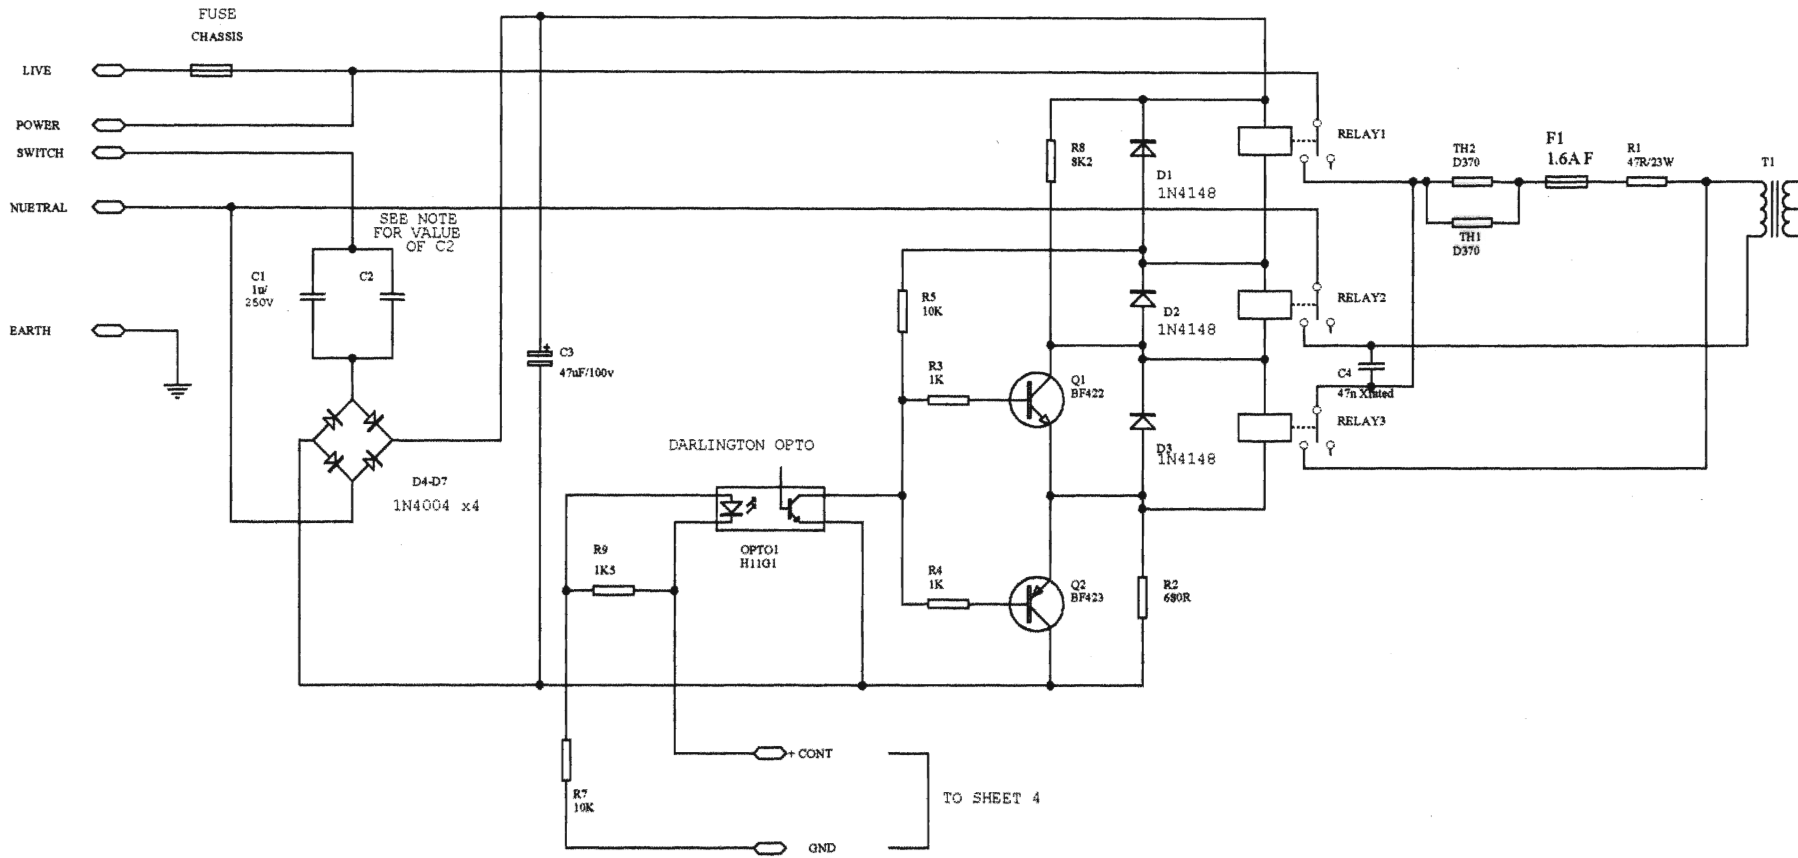 FUSE
CHASSIS
LIVE
POWER
SWITCH
NUETRAL
SEE NOTE
FOR VALUE
OF C2
C1
1u/
250V
C2
EARTH
C3
47uF/100v
+
D4-D7
1N4004 x4
R8
8K2
D1
1N4148
RELAY1
TH2
D370
F1
1.6A F
R1
47R/23W
T1
TH1
D370
R5
10K
D2
1N4148
RELAY2
R3
1K
Q1
BF422
C4
47n X rated
RELAY3
D3
1N4148
DARLINGTON OPTO
OPTO1
H11G1
R9
1K5
R4
1K
Q2
BF423
R2
680R
+ CONT
R7
10K
TO SHEET 4
GND